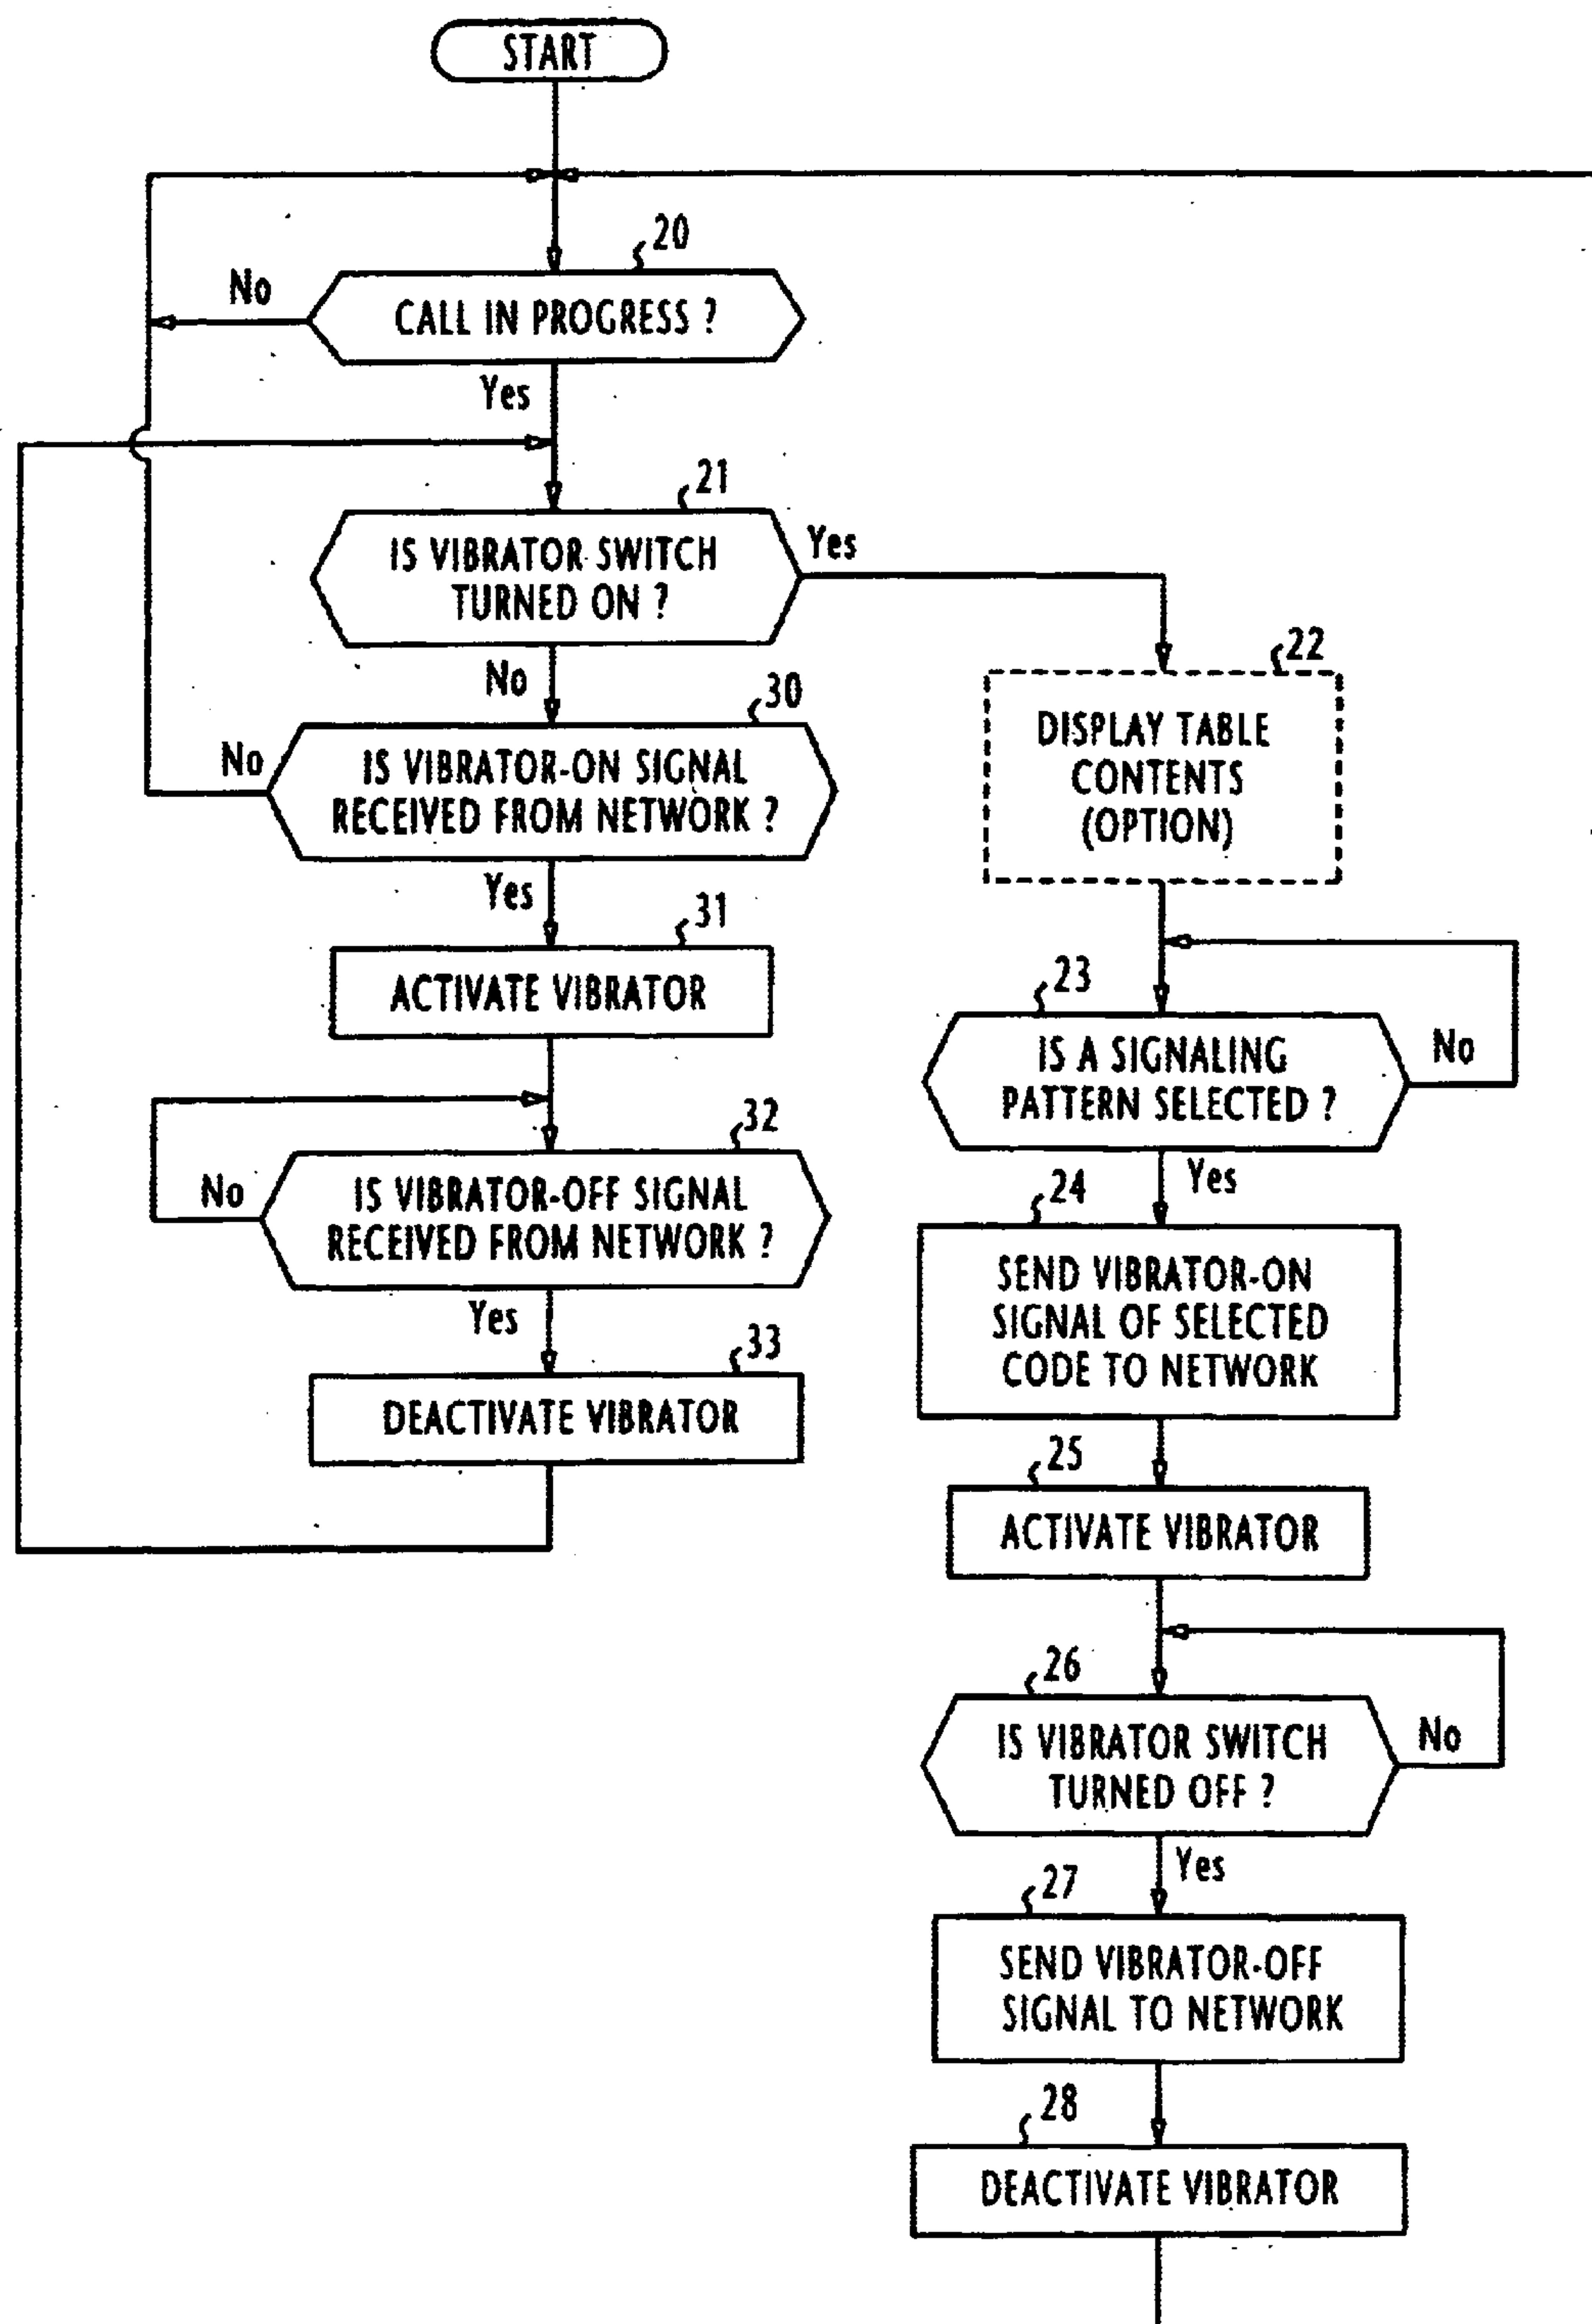 START
20
No
CALL IN PROGRESS ?
Yes
21
IS VIBRATOR SWITCH
TURNED ON ?
Yes
No
30
No
IS VIBRATOR-ON SIGNAL
RECEIVED FROM NETWORK ?
Yes
31
ACTIVATE VIBRATOR
32
No
IS VIBRATOR-OFF SIGNAL
RECEIVED FROM NETWORK ?
Yes
33
DEACTIVATE VIBRATOR
22
DISPLAY TABLE
CONTENTS
(OPTION)
23
IS A SIGNALING
PATTERN SELECTED ?
No
Yes
24
SEND VIBRATOR-ON
SIGNAL OF SELECTED
CODE TO NETWORK
25
ACTIVATE VIBRATOR
26
IS VIBRATOR SWITCH
TURNED OFF ?
No
Yes
27
SEND VIBRATOR-OFF
SIGNAL TO NETWORK
28
DEACTIVATE VIBRATOR